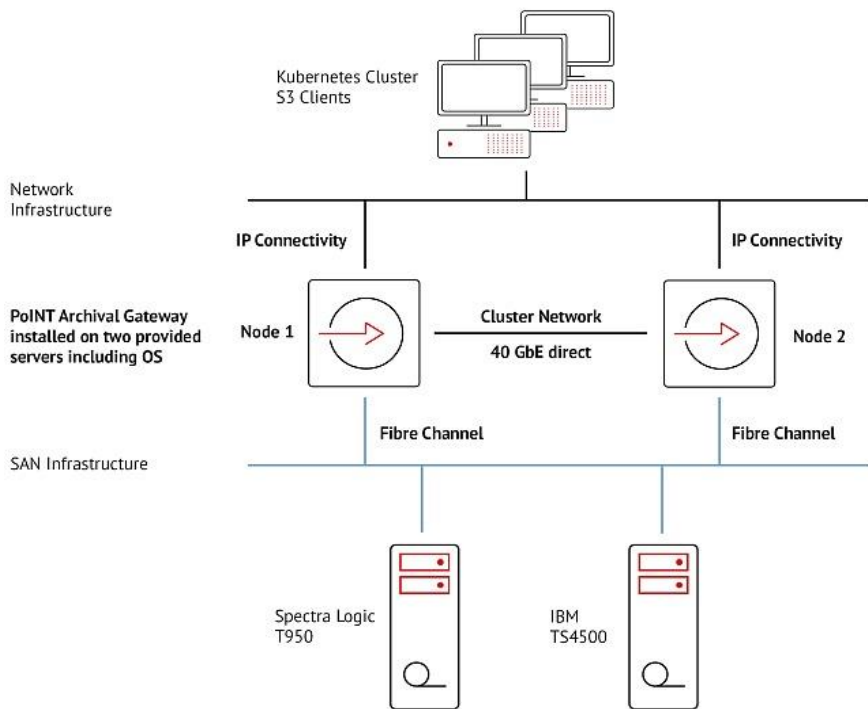 Kubernetes Cluster
S3 Clients
Network
Infrastructure
IP Connectivity
IP Connectivity
PoINT Archival Gateway
installed on two provided
servers including OS
Node 1
Cluster Network
40 GbE direct
Node 2
Fibre Channel
Fibre Channel
SAN Infrastructure
Spectra Logic
T950
IBM
TS4500